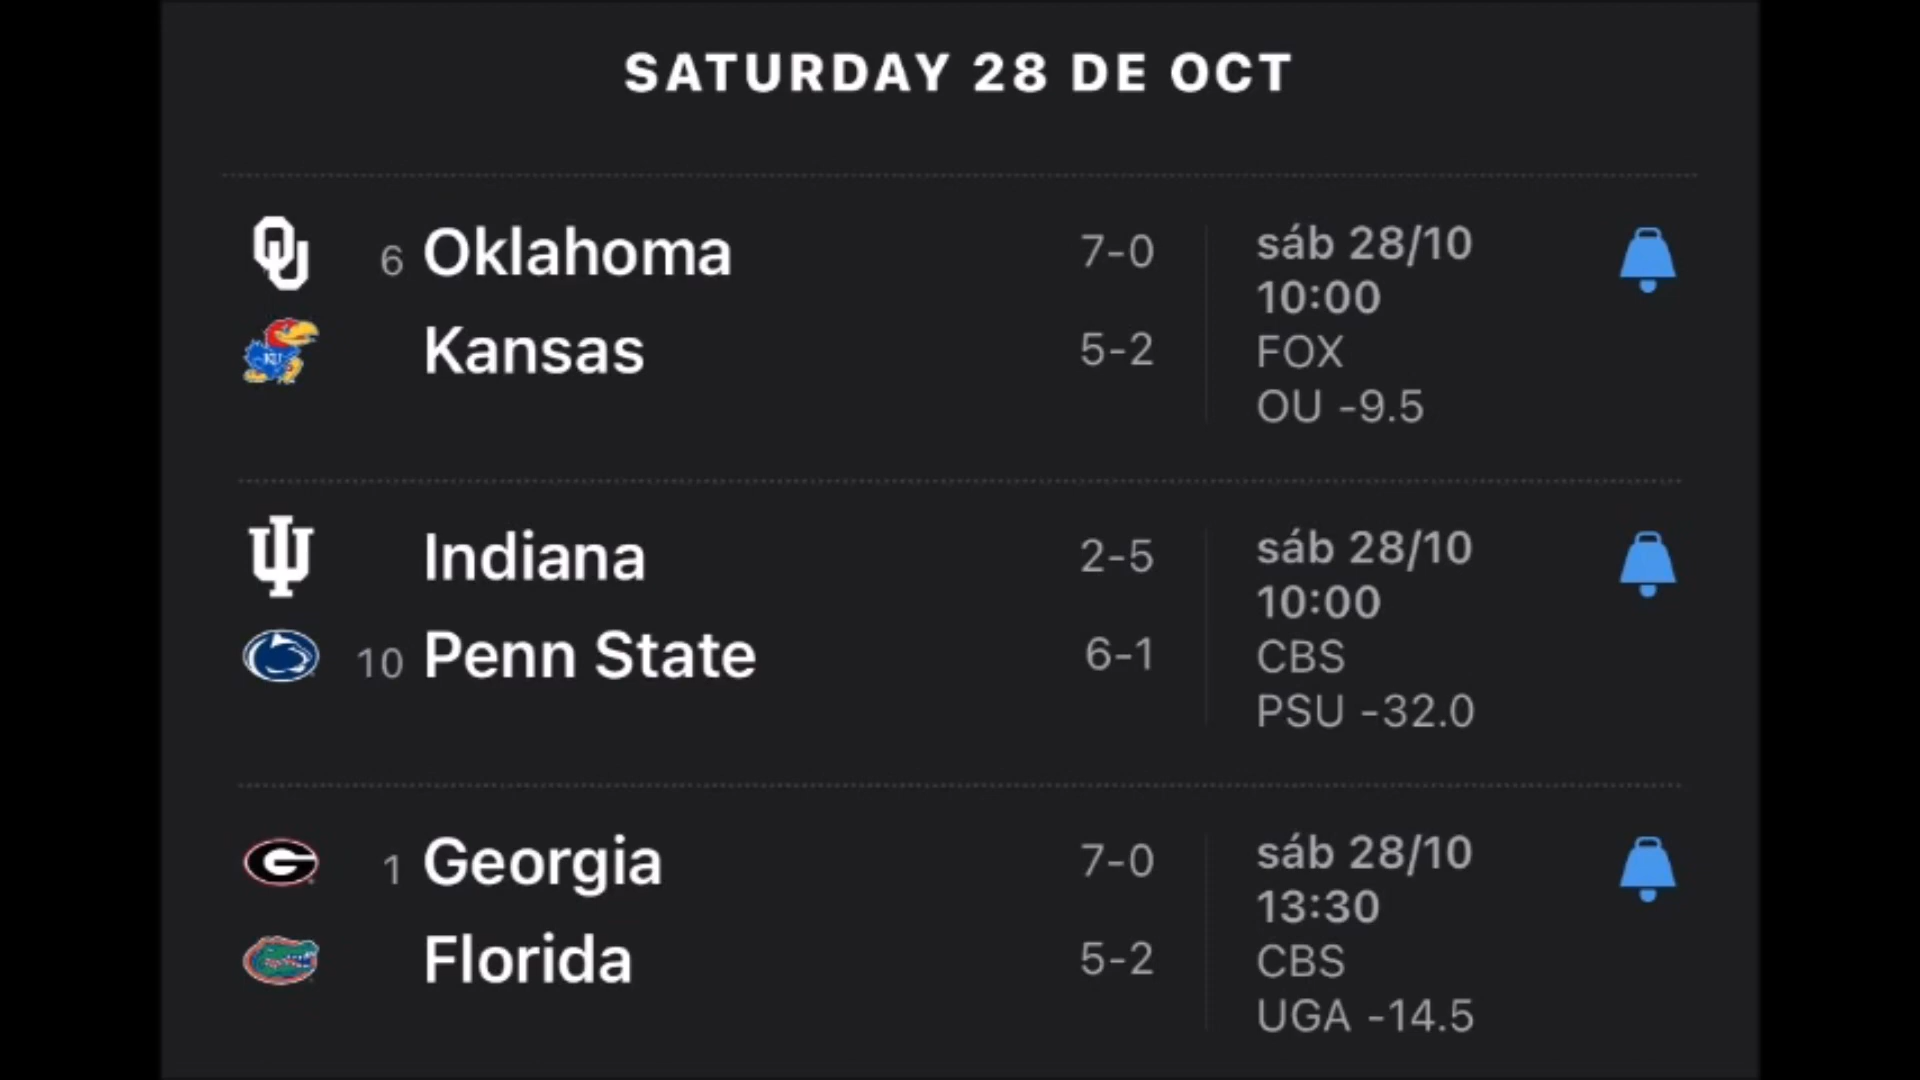 SATURDAY 28 DE OCT
6 Oklahoma 7-0
Kansas 5-2
sáb 28/10
10:00
FOX
OU -9.5
Indiana 2-5
10 Penn State 6-1
sáb 28/10
10:00
CBS
PSU -32.0
1 Georgia 7-0
Florida 5-2
sáb 28/10
13:30
CBS
UGA -14.5